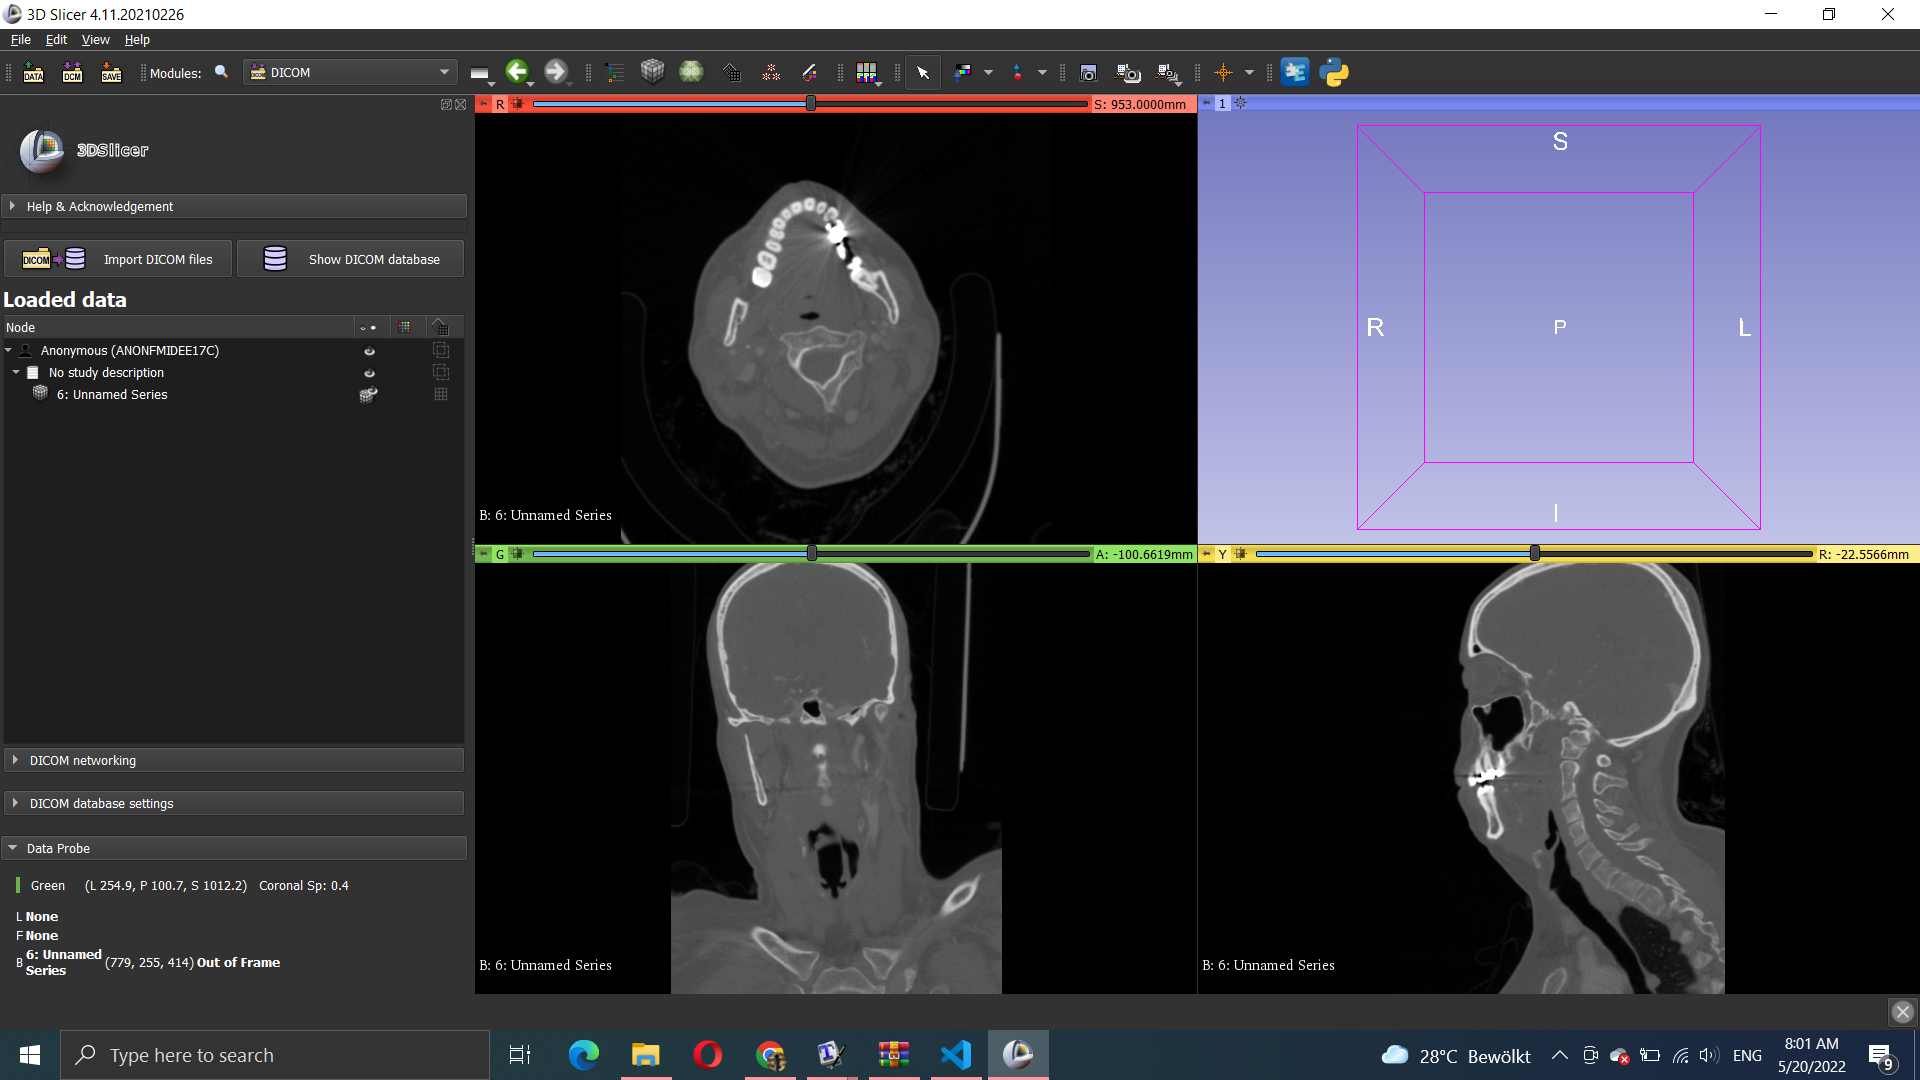 3D Slicer 4.11.20210226
File Edit View Help
DATA DCM SAVE Modules: DICOM
R S: 953.0000mm
1
3DSlicer
Help & Acknowledgement
DICOM Import DICOM files Show DICOM database
Loaded data
Node
Anonymous (ANONFMIDEE17C)
No study description
6: Unnamed Series
S
R P L
I
B: 6: Unnamed Series
G A: -100.6619mm
Y R: -22.5566mm
DICOM networking
DICOM database settings
Data Probe
Green (L 254.9, P 100.7, S 1012.2) Coronal Sp: 0.4
L None
F None
B 6: Unnamed Series (779, 255, 414) Out of Frame
B: 6: Unnamed Series
B: 6: Unnamed Series
Type here to search
28°C Bewölkt ENG
8:01 AM
5/20/2022
9